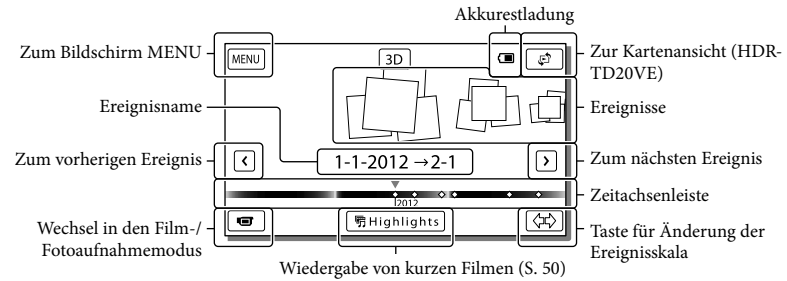 Akkurestladung
Zum Bildschirm MENU
MENU
3D
Zur Kartenansicht (HDR-
TD20VE)
Ereignisname
Ereignisse
Zum vorherigen Ereignis
1-1-2012 →2-1
Zum nächsten Ereignis
Zeitachsenleiste
2012
Wechsel in den Film-/
Fotoaufnahmemodus
Highlights
Taste für Änderung der
Ereignisskala
Wiedergabe von kurzen Filmen (S. 50)